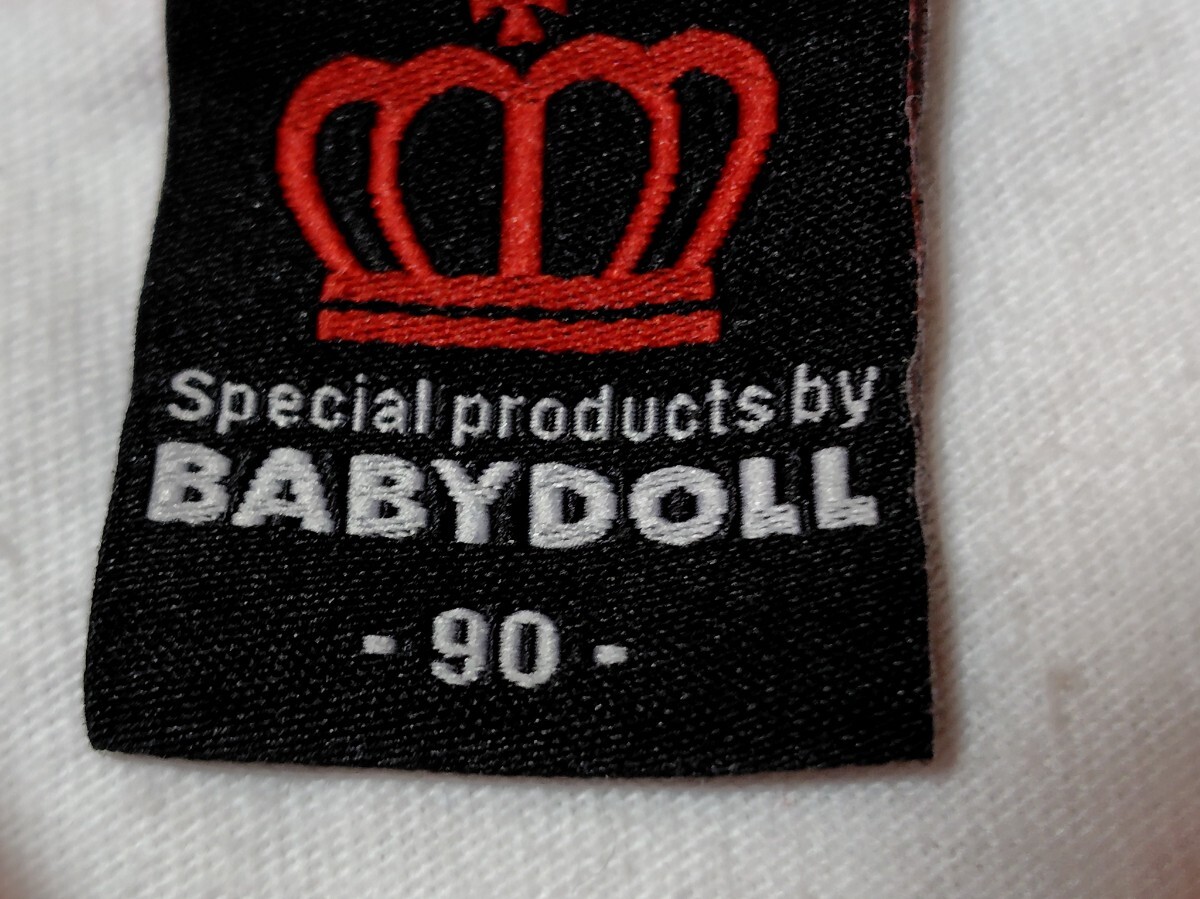 Special products by
BABYDOLL
- 90 -